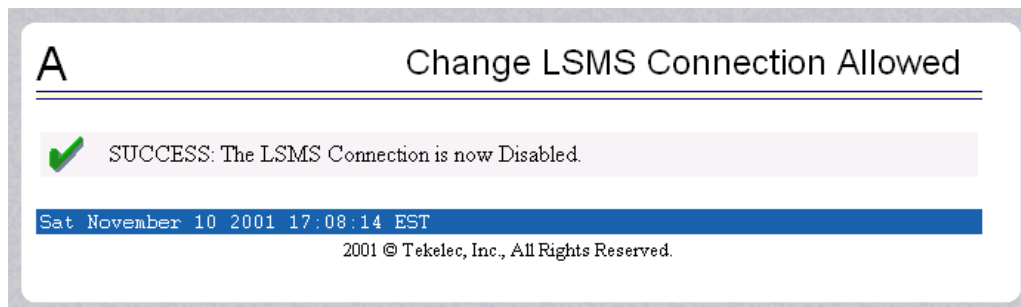 A
Change LSMS Connection Allowed
SUCCESS: The LSMS Connection is now Disabled.
Sat November 10 2001 17:08:14 EST
2001 © Tekelec, Inc., All Rights Reserved.